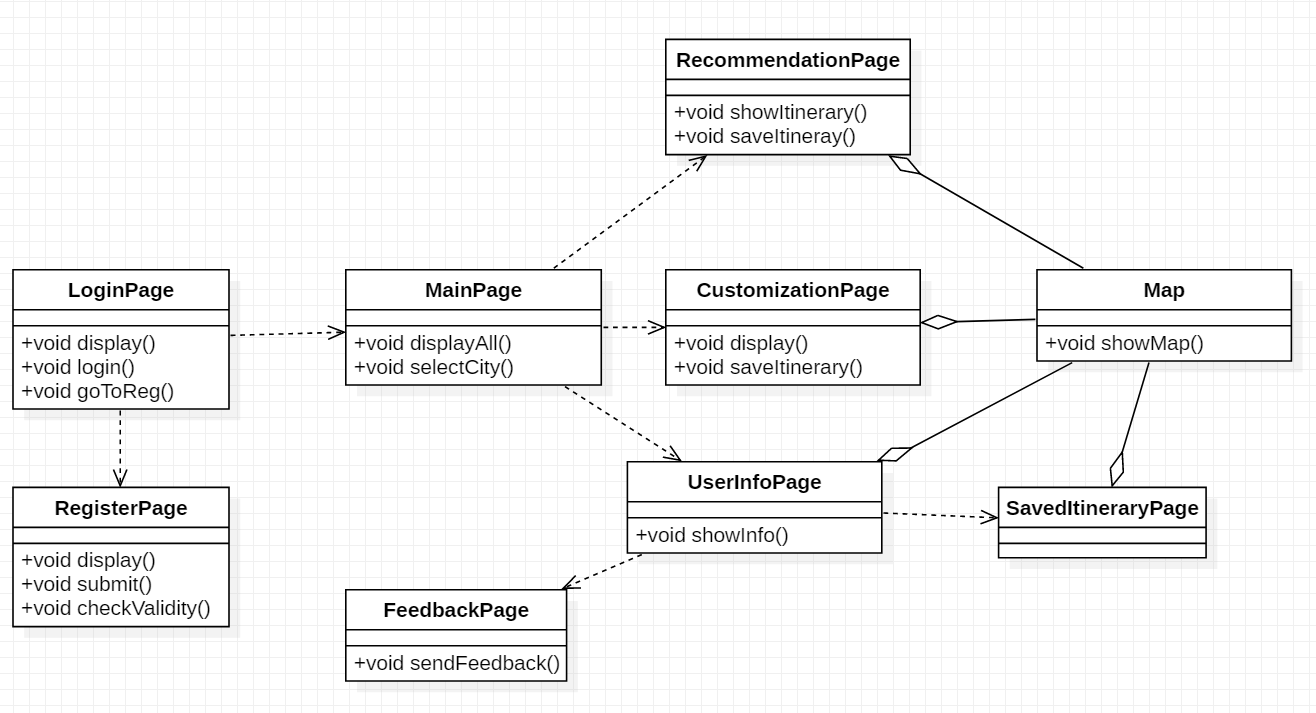 RecommendationPage
+void showItinerary()
+void saveItineray()
LoginPage
+void display()
+void login()
+void goToReg()
MainPage
+void displayAll()
+void selectCity()
CustomizationPage
+void display()
+void saveItinerary()
Map
+void showMap()
RegisterPage
+void display()
+void submit()
+void checkValidity()
UserInfoPage
+void showInfo()
SavedItineraryPage
FeedbackPage
+void sendFeedback()